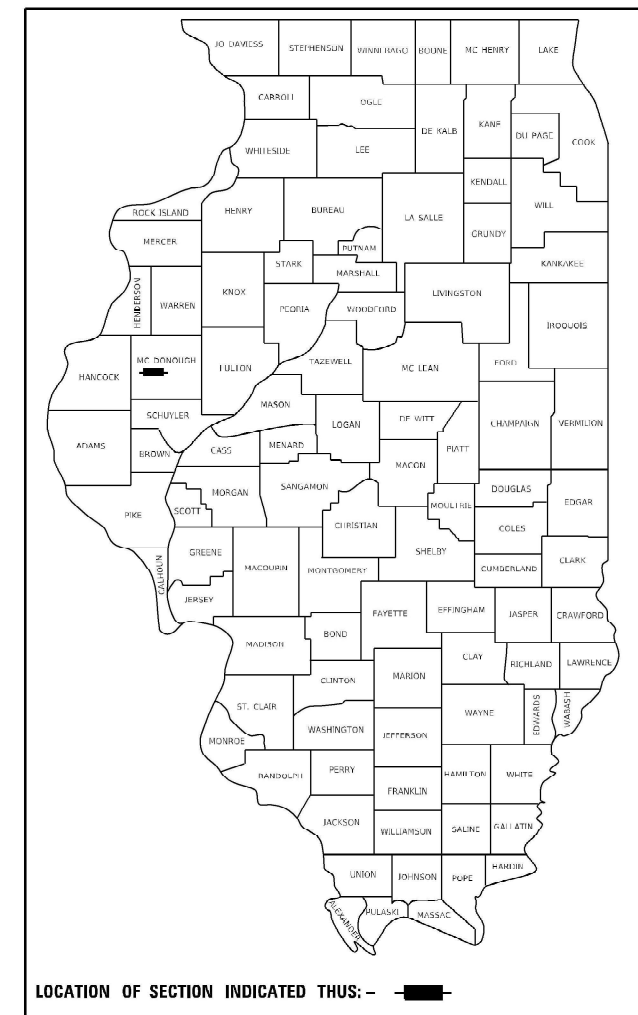 JO DAVIESS STEPHENSON WINNEBAGO BOONE MC HENRY LAKE
CARROLL OGLE
DE KALB KANE DU PAGE COOK
WHITESIDE LEE
KENDALL
ROCK ISLAND HENRY BUREAU LA SALLE WILL
PUTNAM GRUNDY
MERCER
STARK MARSHALL KANKAKEE
HENDERSON WARREN KNOX PEORIA WOODFORD LIVINGSTON IROQUOIS
HANCOCK MC DONOUGH FULTON TAZEWELL MC LEAN FORD
MASON
SCHUYLER LOGAN DE WITT CHAMPAIGN VERMILION
ADAMS BROWN CASS MENARD PIATT
MACON
PIKE SCOTT MORGAN SANGAMON MOULTRIE DOUGLAS EDGAR
CHRISTIAN COLES
GREENE SHELBY
CALHOUN MACOUPIN MONTGOMERY CUMBERLAND CLARK
JERSEY FAYETTE EFFINGHAM JASPER CRAWFORD
MADISON BOND
CLAY RICHLAND LAWRENCE
CLINTON MARION
ST. CLAIR WAYNE EDWARDS WABASH
WASHINGTON JEFFERSON
MONROE
RANDOLPH PERRY HAMILTON WHITE
FRANKLIN
JACKSON WILLIAMSON SALINE GALLATIN
HARDIN
UNION JOHNSON POPE
ALEXANDER PULASKI MASSAC
LOCATION OF SECTION INDICATED THUS: –